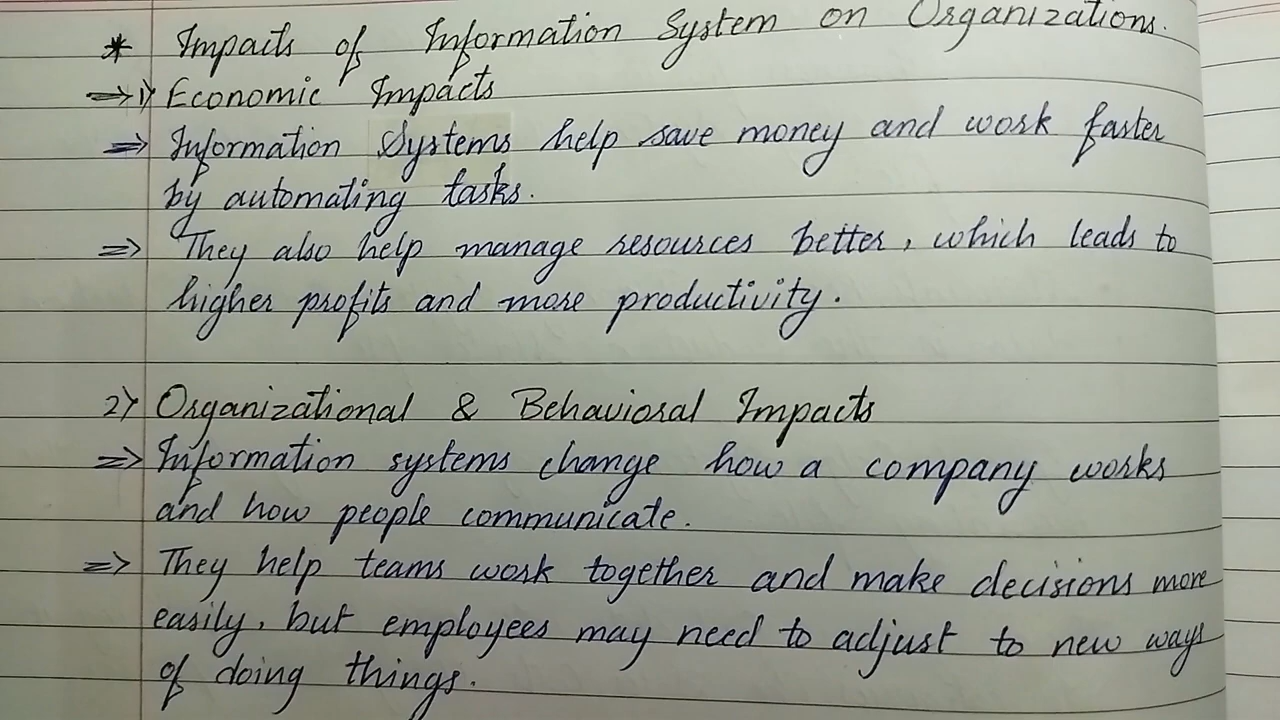 * Impacts of Information System on Organizations.
⇒ 1) Economic Impacts
⇒ Information Systems help save money and work faster
by automating tasks.
⇒ They also help manage resources better, which leads to
higher profits and more productivity.
2) Organizational & Behavioral Impacts
⇒ Information systems change how a company works
and how people communicate.
⇒ They help teams work together and make decisions more
easily, but employees may need to adjust to new ways
of doing things.